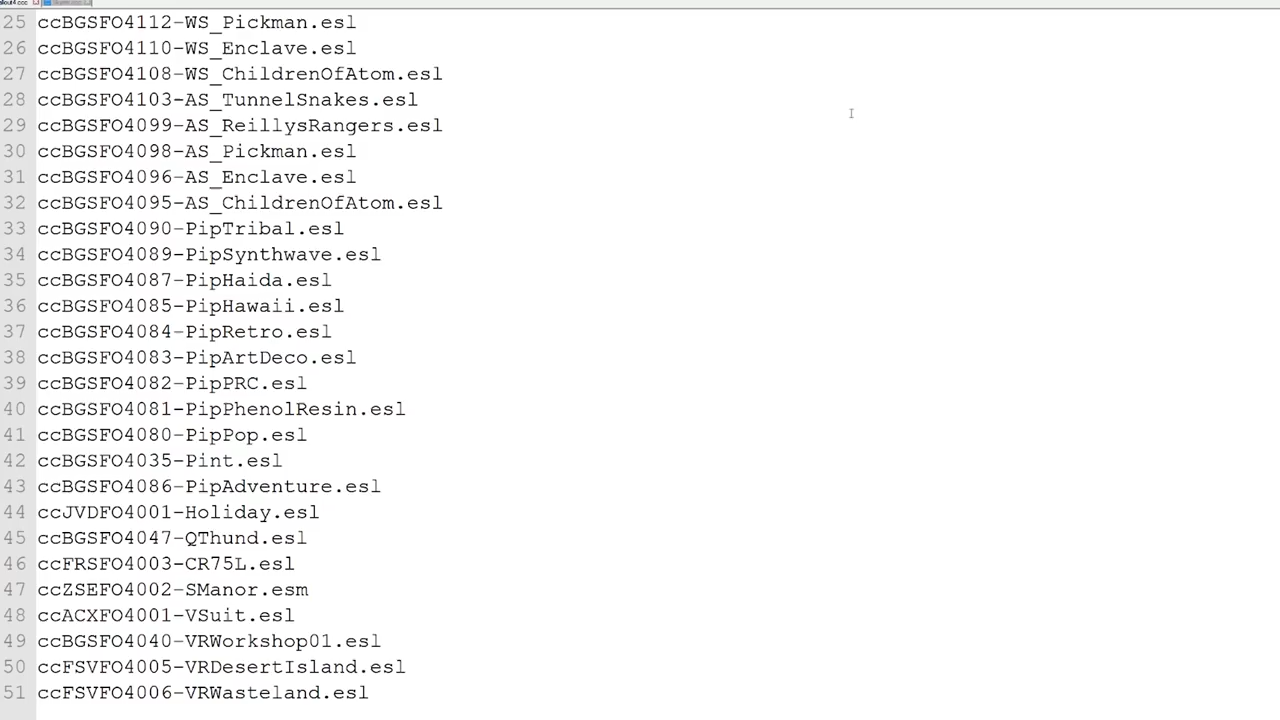 25 ccBGSFO4112-WS_Pickman.esl
26 ccBGSFO4110-WS_Enclave.esl
27 ccBGSFO4108-WS_ChildrenOfAtom.esl
28 ccBGSFO4103-AS_TunnelSnakes.esl
29 ccBGSFO4099-AS_ReillysRangers.esl
30 ccBGSFO4098-AS_Pickman.esl
31 ccBGSFO4096-AS_Enclave.esl
32 ccBGSFO4095-AS_ChildrenOfAtom.esl
33 ccBGSFO4090-PipTribal.esl
34 ccBGSFO4089-PipSynthwave.esl
35 ccBGSFO4087-PipHaida.esl
36 ccBGSFO4085-PipHawaii.esl
37 ccBGSFO4084-PipRetro.esl
38 ccBGSFO4083-PipArtDeco.esl
39 ccBGSFO4082-PipPRC.esl
40 ccBGSFO4081-PipPhenolResin.esl
41 ccBGSFO4080-PipPop.esl
42 ccBGSFO4035-Pint.esl
43 ccBGSFO4086-PipAdventure.esl
44 ccJVDFO4001-Holiday.esl
45 ccBGSFO4047-QThund.esl
46 ccFRSFO4003-CR75L.esl
47 ccZSEFO4002-SManor.esm
48 ccACXFO4001-VSuit.esl
49 ccBGSFO4040-VRWorkshop01.esl
50 ccFSVFO4005-VRDesertIsland.esl
51 ccFSVFO4006-VRWasteland.esl